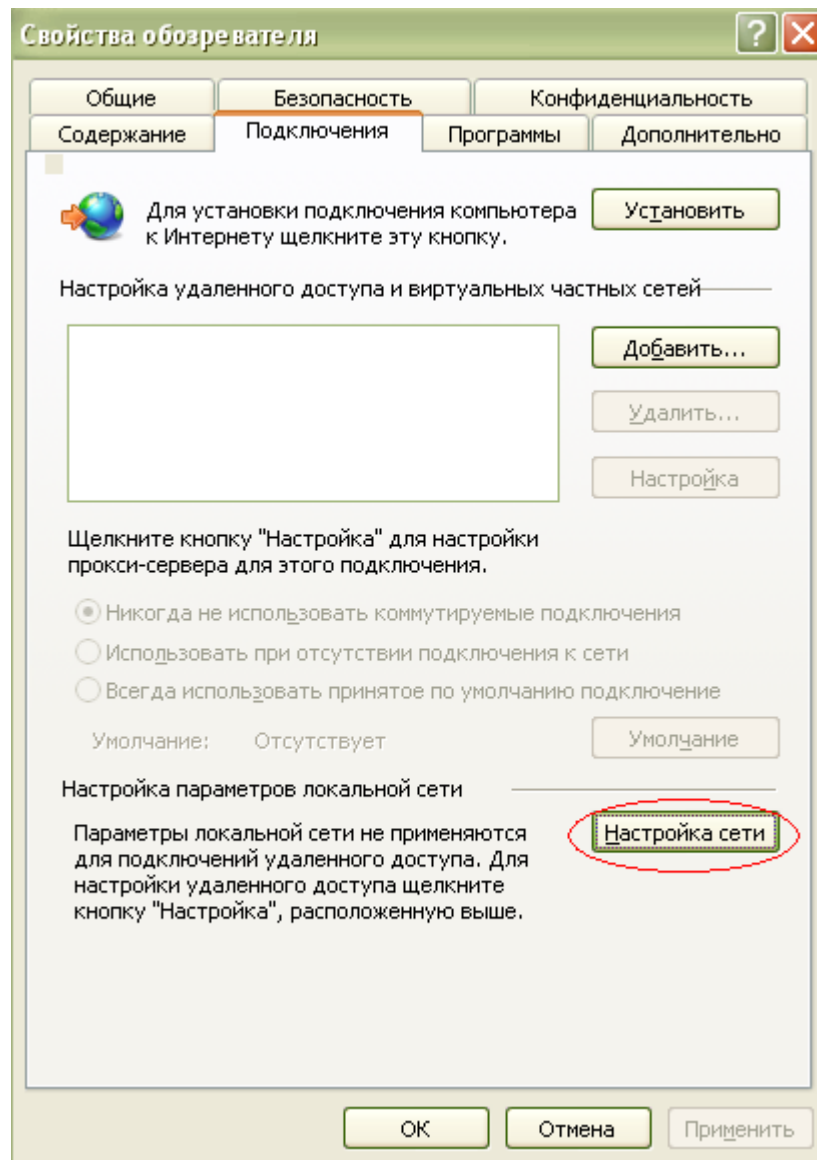 Свойства обозревателя
Общие Безопасность Конфиденциальность
Содержание Подключения Программы Дополнительно
Для установки подключения компьютера Установить
к Интернету щелкните эту кнопку.
Настройка удаленного доступа и виртуальных частных сетей
Добавить...
Удалить...
Настройка
Щелкните кнопку "Настройка" для настройки
прокси-сервера для этого подключения.
Никогда не использовать коммутируемые подключения
Использовать при отсутствии подключения к сети
Всегда использовать принятое по умолчанию подключение
Умолчание: Отсутствует Умолчание
Настройка параметров локальной сети
Параметры локальной сети не применяются Настройка сети
для подключений удаленного доступа. Для
настройки удаленного доступа щелкните
кнопку "Настройка", расположенную выше.
ОК Отмена Применить